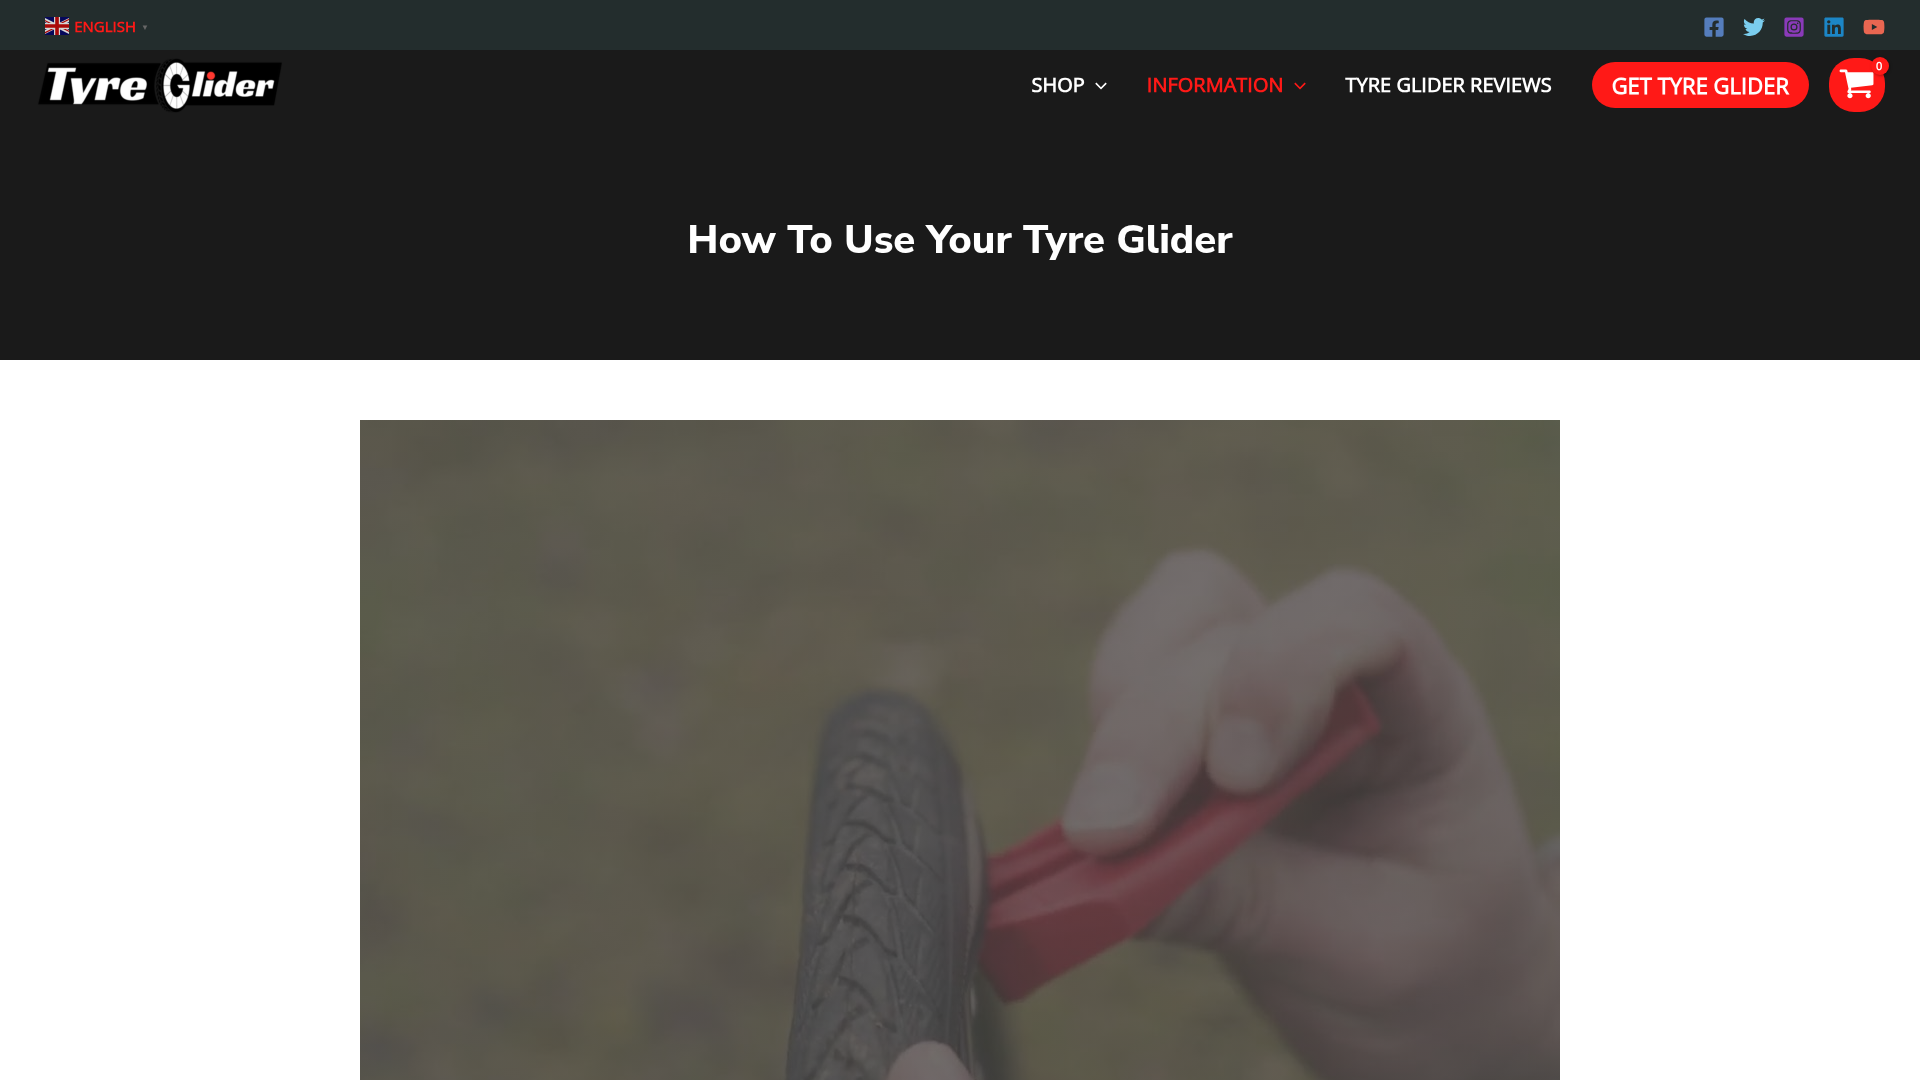 ENGLISH
Tyre Glider
SHOP
INFORMATION
TYRE GLIDER REVIEWS
GET TYRE GLIDER
0
How To Use Your Tyre Glider